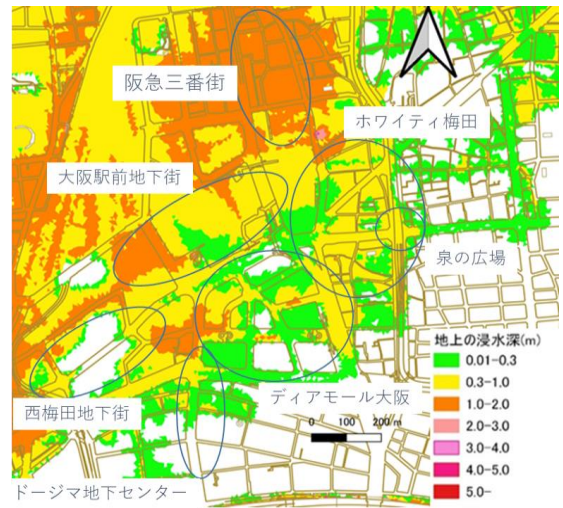 阪急三番街
ホワイティ梅田
大阪駅前地下街
泉の広場
地上の浸水深(m)
0.01-0.3
0.3-1.0
1.0-2.0
2.0-3.0
3.0-4.0
4.0-5.0
5.0-
ディアモール大阪
0 100 200 m
西梅田地下街
ドージマ地下センター